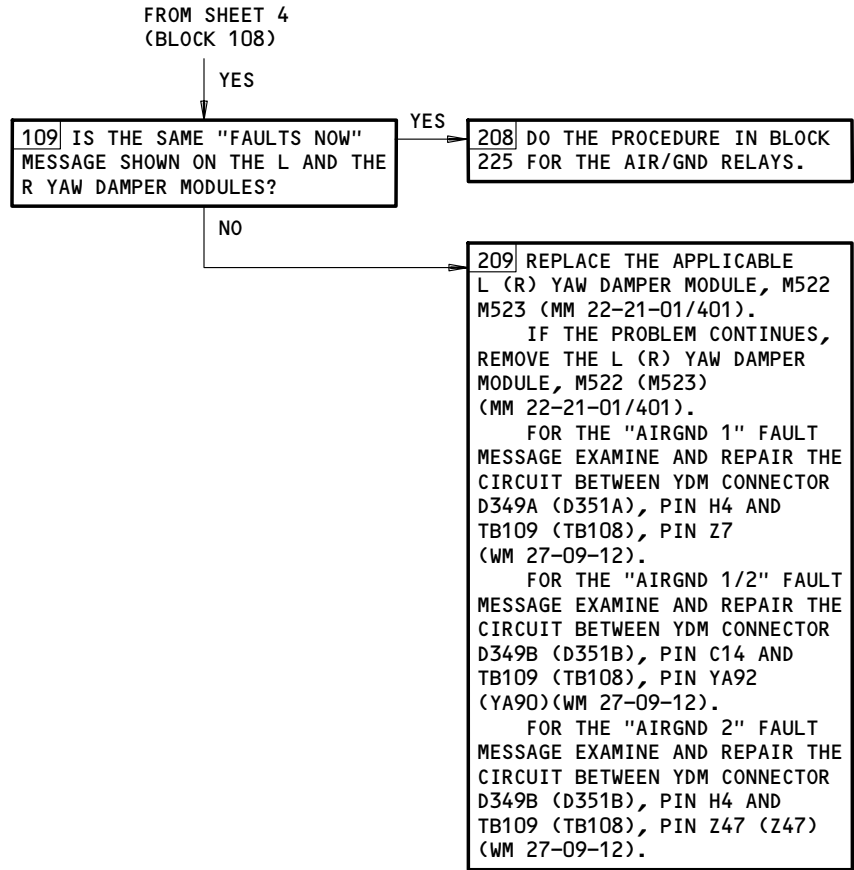 FROM SHEET 4
(BLOCK 108)
YES
109 IS THE SAME "FAULTS NOW"
MESSAGE SHOWN ON THE L AND THE
R YAW DAMPER MODULES?
YES
208 DO THE PROCEDURE IN BLOCK
225 FOR THE AIR/GND RELAYS.
NO
209 REPLACE THE APPLICABLE
L (R) YAW DAMPER MODULE, M522
M523 (MM 22-21-01/401).
IF THE PROBLEM CONTINUES,
REMOVE THE L (R) YAW DAMPER
MODULE, M522 (M523)
(MM 22-21-01/401).
FOR THE "AIRGND 1" FAULT
MESSAGE EXAMINE AND REPAIR THE
CIRCUIT BETWEEN YDM CONNECTOR
D349A (D351A), PIN H4 AND
TB109 (TB108), PIN Z7
(WM 27-09-12).
FOR THE "AIRGND 1/2" FAULT
MESSAGE EXAMINE AND REPAIR THE
CIRCUIT BETWEEN YDM CONNECTOR
D349B (D351B), PIN C14 AND
TB109 (TB108), PIN YA92
(YA90)(WM 27-09-12).
FOR THE "AIRGND 2" FAULT
MESSAGE EXAMINE AND REPAIR THE
CIRCUIT BETWEEN YDM CONNECTOR
D349B (D351B), PIN H4 AND
TB109 (TB108), PIN Z47 (Z47)
(WM 27-09-12).